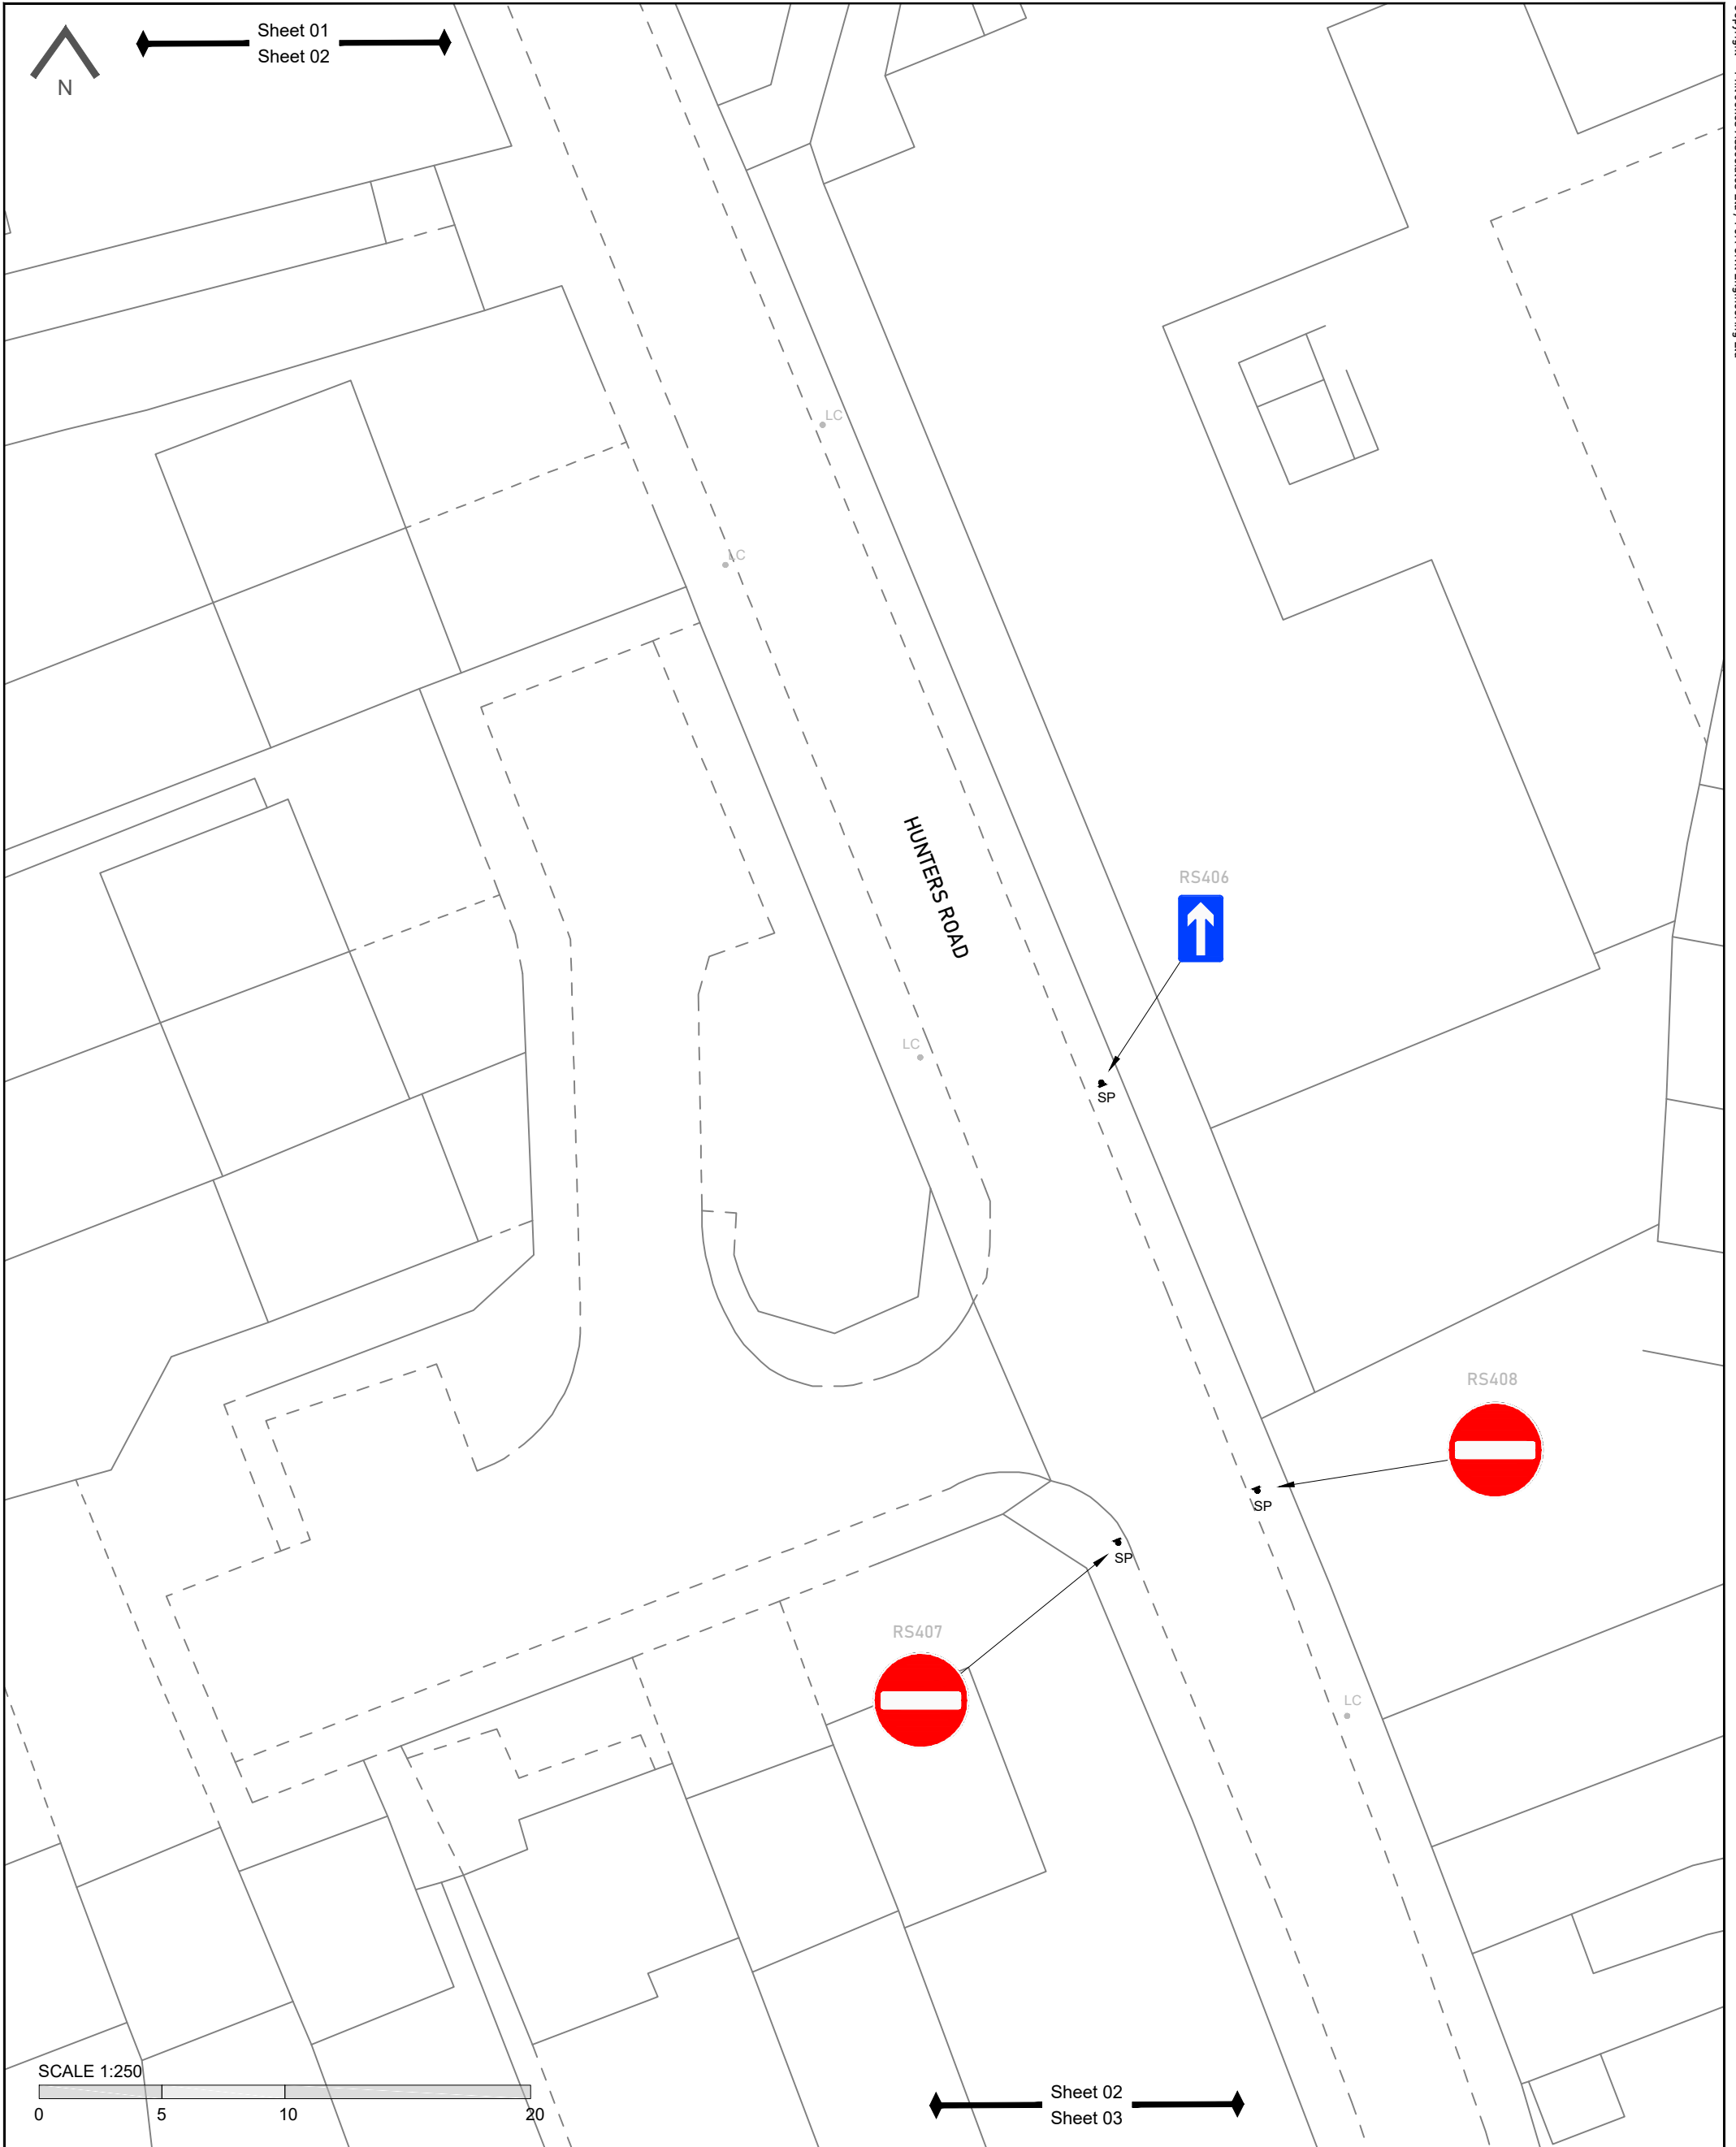 Sheet 01
Sheet 02
N
LC
LC
HUNTERS ROAD
RS406
LC
SP
RS408
SP
SP
RS407
LC
SCALE 1:250
0 5 10 20
Sheet 02
Sheet 03